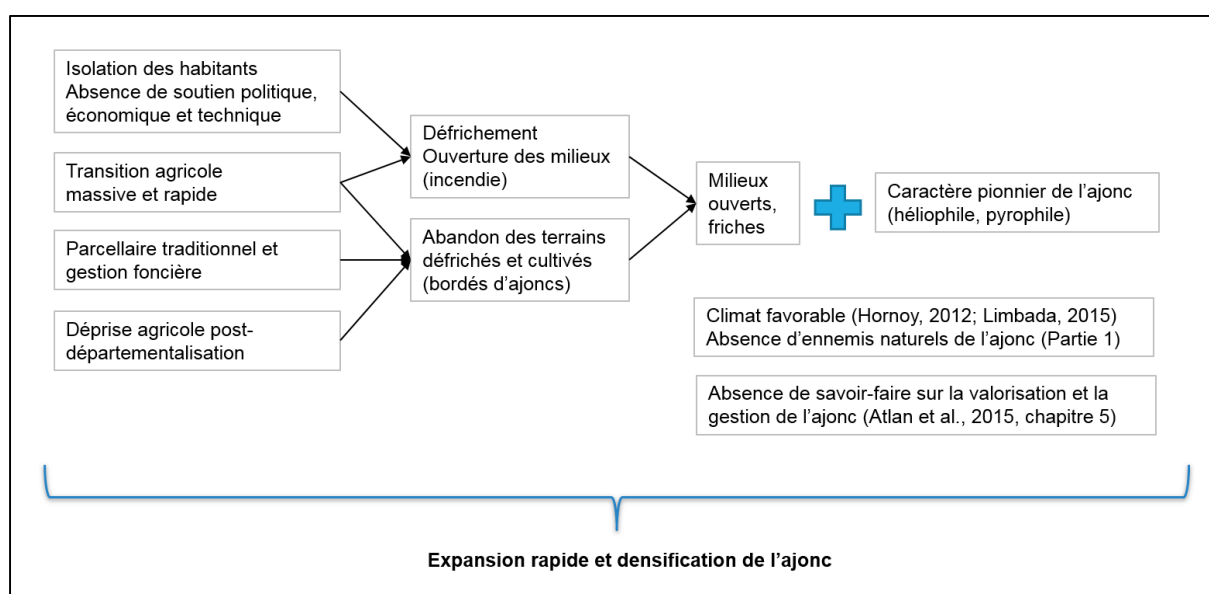 Isolation des habitants
Absence de soutien politique,
économique et technique
Transition agricole
massive et rapide
Parcellaire traditionnel et
gestion foncière
Déprise agricole post-
départementalisation
Défrichement
Ouverture des milieux
(incendie)
Abandon des terrains
défrichés et cultivés
(bordés d’ajoncs)
Milieux
ouverts,
friches
Caractère pionnier de l’ajonc
(héliophile, pyrophile)
Climat favorable (Hornoy, 2012; Limbada, 2015)
Absence d’ennemis naturels de l’ajonc (Partie 1)
Absence de savoir-faire sur la valorisation et la
gestion de l’ajonc (Atlan et al., 2015, chapitre 5)
Expansion rapide et densification de l’ajonc